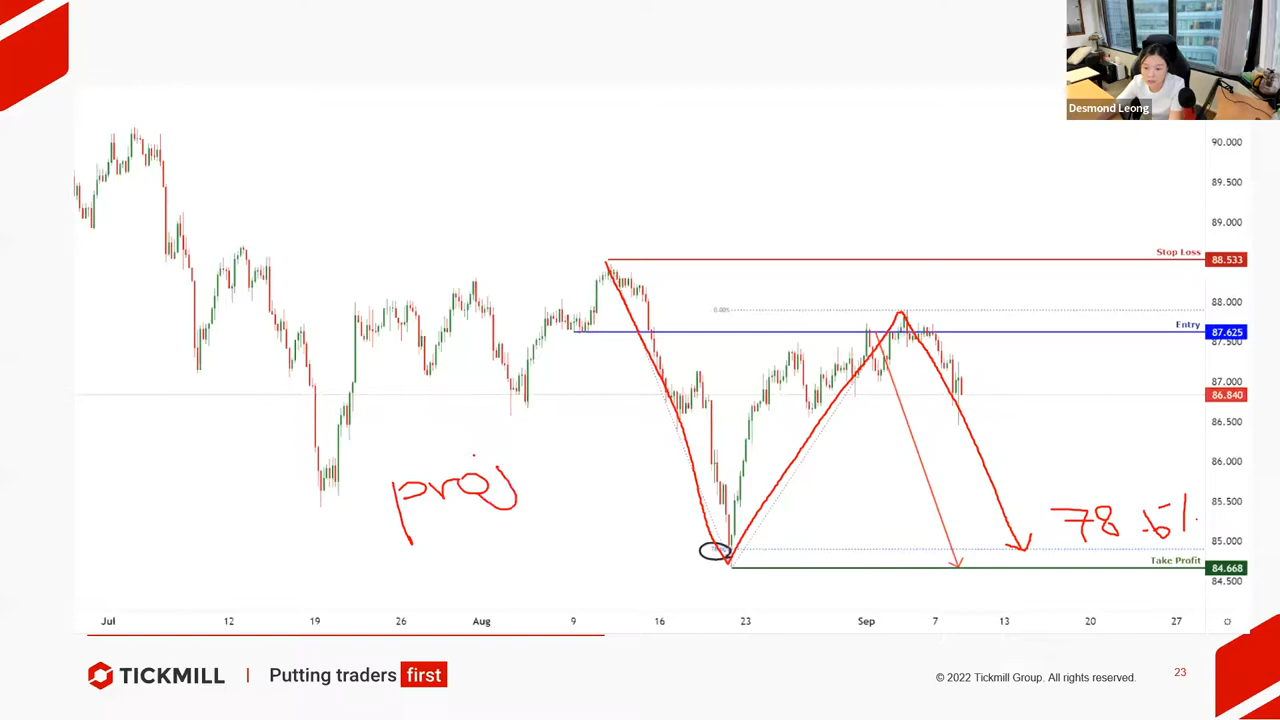 Desmond Leong
90.000
89.500
89.000
Stop Loss
88.533
88.000
0.00%
Entry
87.625
87.500
87.000
86.840
86.500
86.000
proj
85.500
78.6%
85.000
Take Profit
84.668
84.500
Jul 12 19 26 Aug 9 16 23 Sep 7 13 20 27
TICKMILL | Putting traders first
© 2022 Tickmill Group. All rights reserved.
23